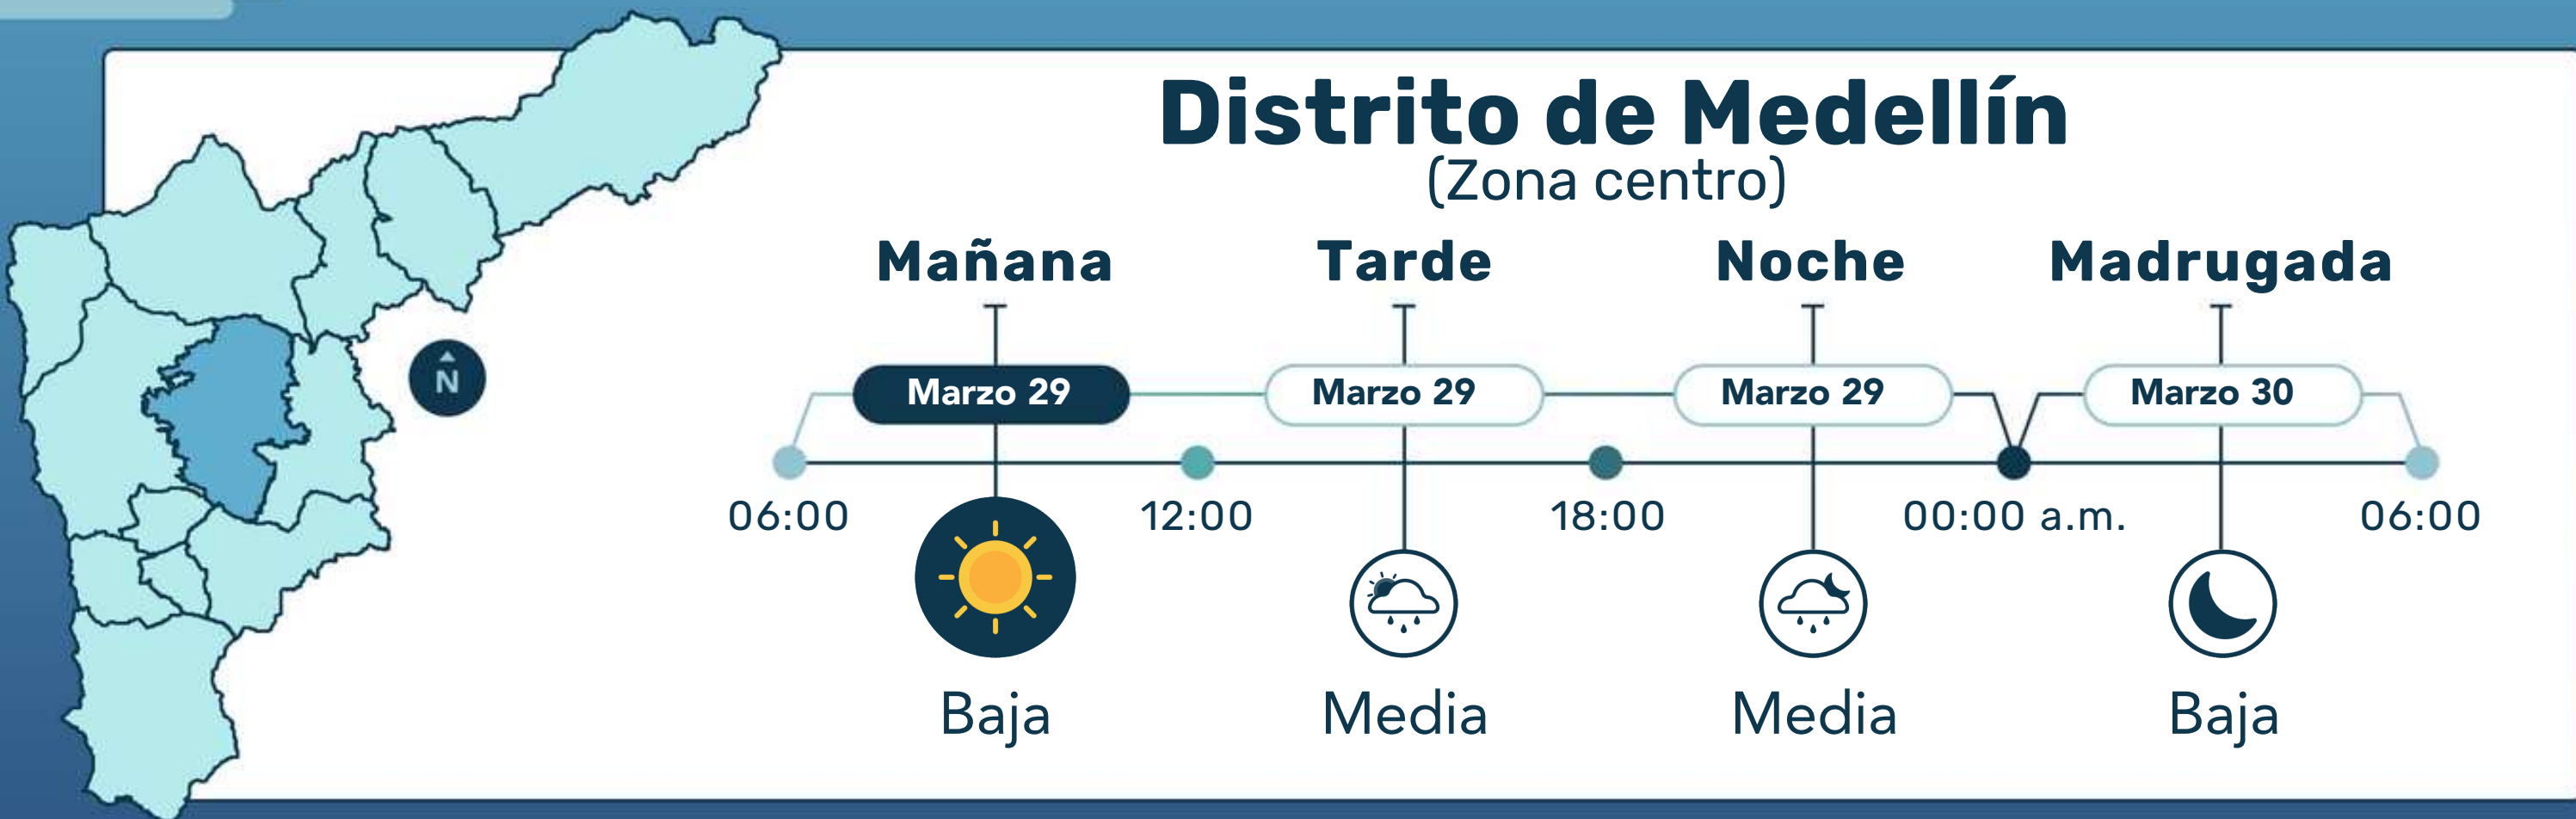 Distrito de Medellín
(Zona centro)
Mañana Tarde Noche Madrugada
N
Marzo 29 Marzo 29 Marzo 29 Marzo 30
06:00 12:00 18:00 00:00 a.m. 06:00
Baja Media Media Baja